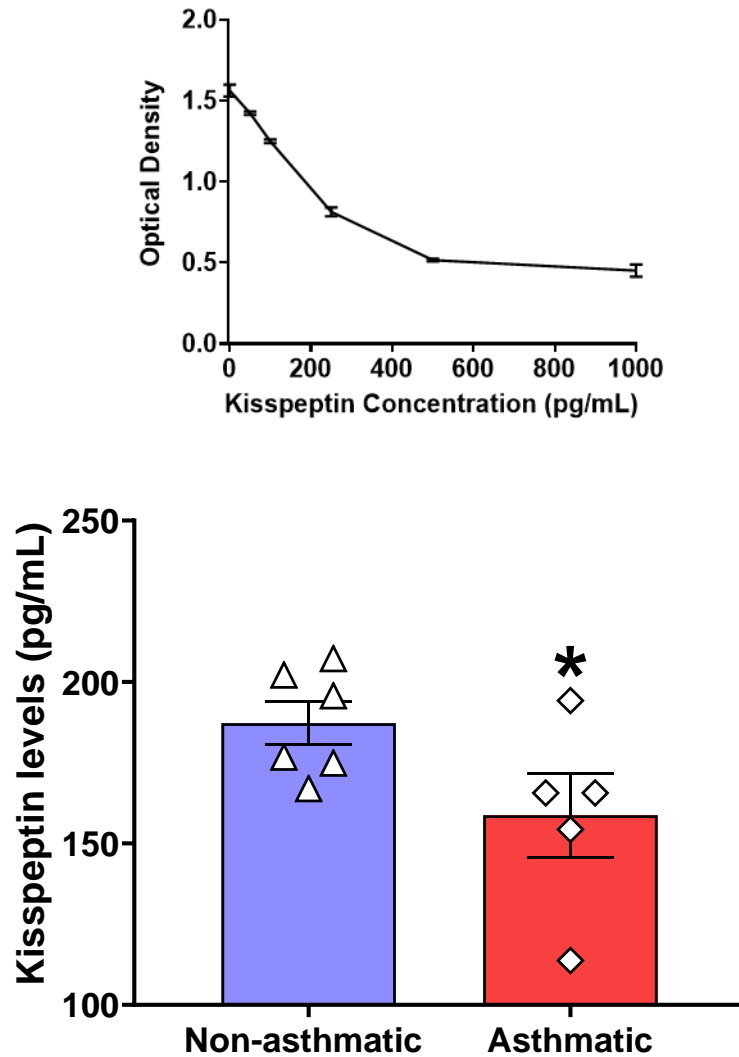 2.0
1.5
1.0
0.5
0.0
Optical Density
0 200 400 600 800 1000
Kisspeptin Concentration (pg/mL)
250
200
150
100
Kisspeptin levels (pg/mL)
*
Non-asthmatic Asthmatic